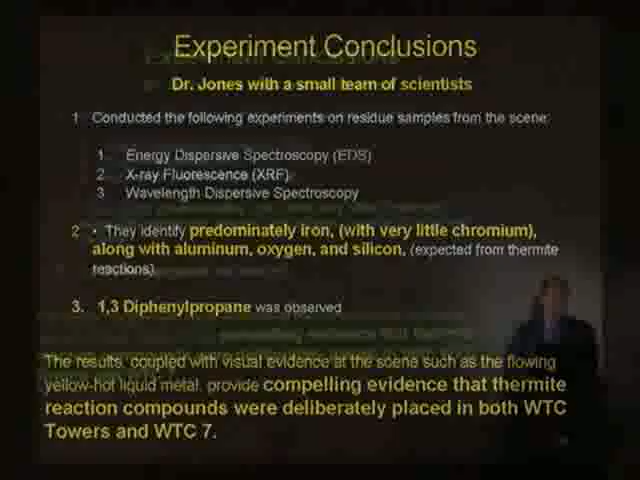 Experiment Conclusions
Dr. Jones with a small team of scientists
1 Conducted the following experiments on residue samples from the scene:
1. Energy Dispersive Spectroscopy (EDS)
2 X-ray Fluorescence (XRF),
3 Wavelength Dispersive Spectroscopy
2 • They identify predominately iron, (with very little chromium),
along with aluminum, oxygen, and silicon, (expected from thermite
reactions).
3. 1,3 Diphenylpropane was observed
The results, coupled with visual evidence at the scene such as the flowing
yellow-hot liquid metal, provide compelling evidence that thermite
reaction compounds were deliberately placed in both WTC
Towers and WTC 7.